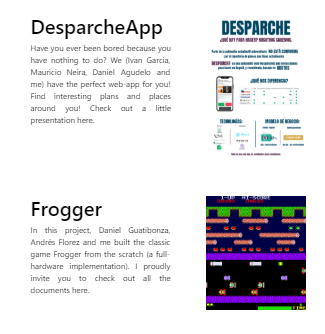 DesparcheApp
Have you ever been bored because you
have nothing to do? We (Ivan Garcia,
Mauricio Neira, Daniel Agudelo and
me) have the perfect web-app for you!
Find interesting plans and places
around you! Check out a little
presentation here.
DESPARCHE
¿QUÉ NOS DIFERENCIA?
TECNOLOGÍAS:
MODELO DE NEGOCIO:
Frogger
In this project, Daniel Guatibonza,
Andrés Florez and me built the classic
game Frogger from the scratch (a full-
hardware implementation). I proudly
invite you to check out all the
documents here.
1-UP HI-SCORE